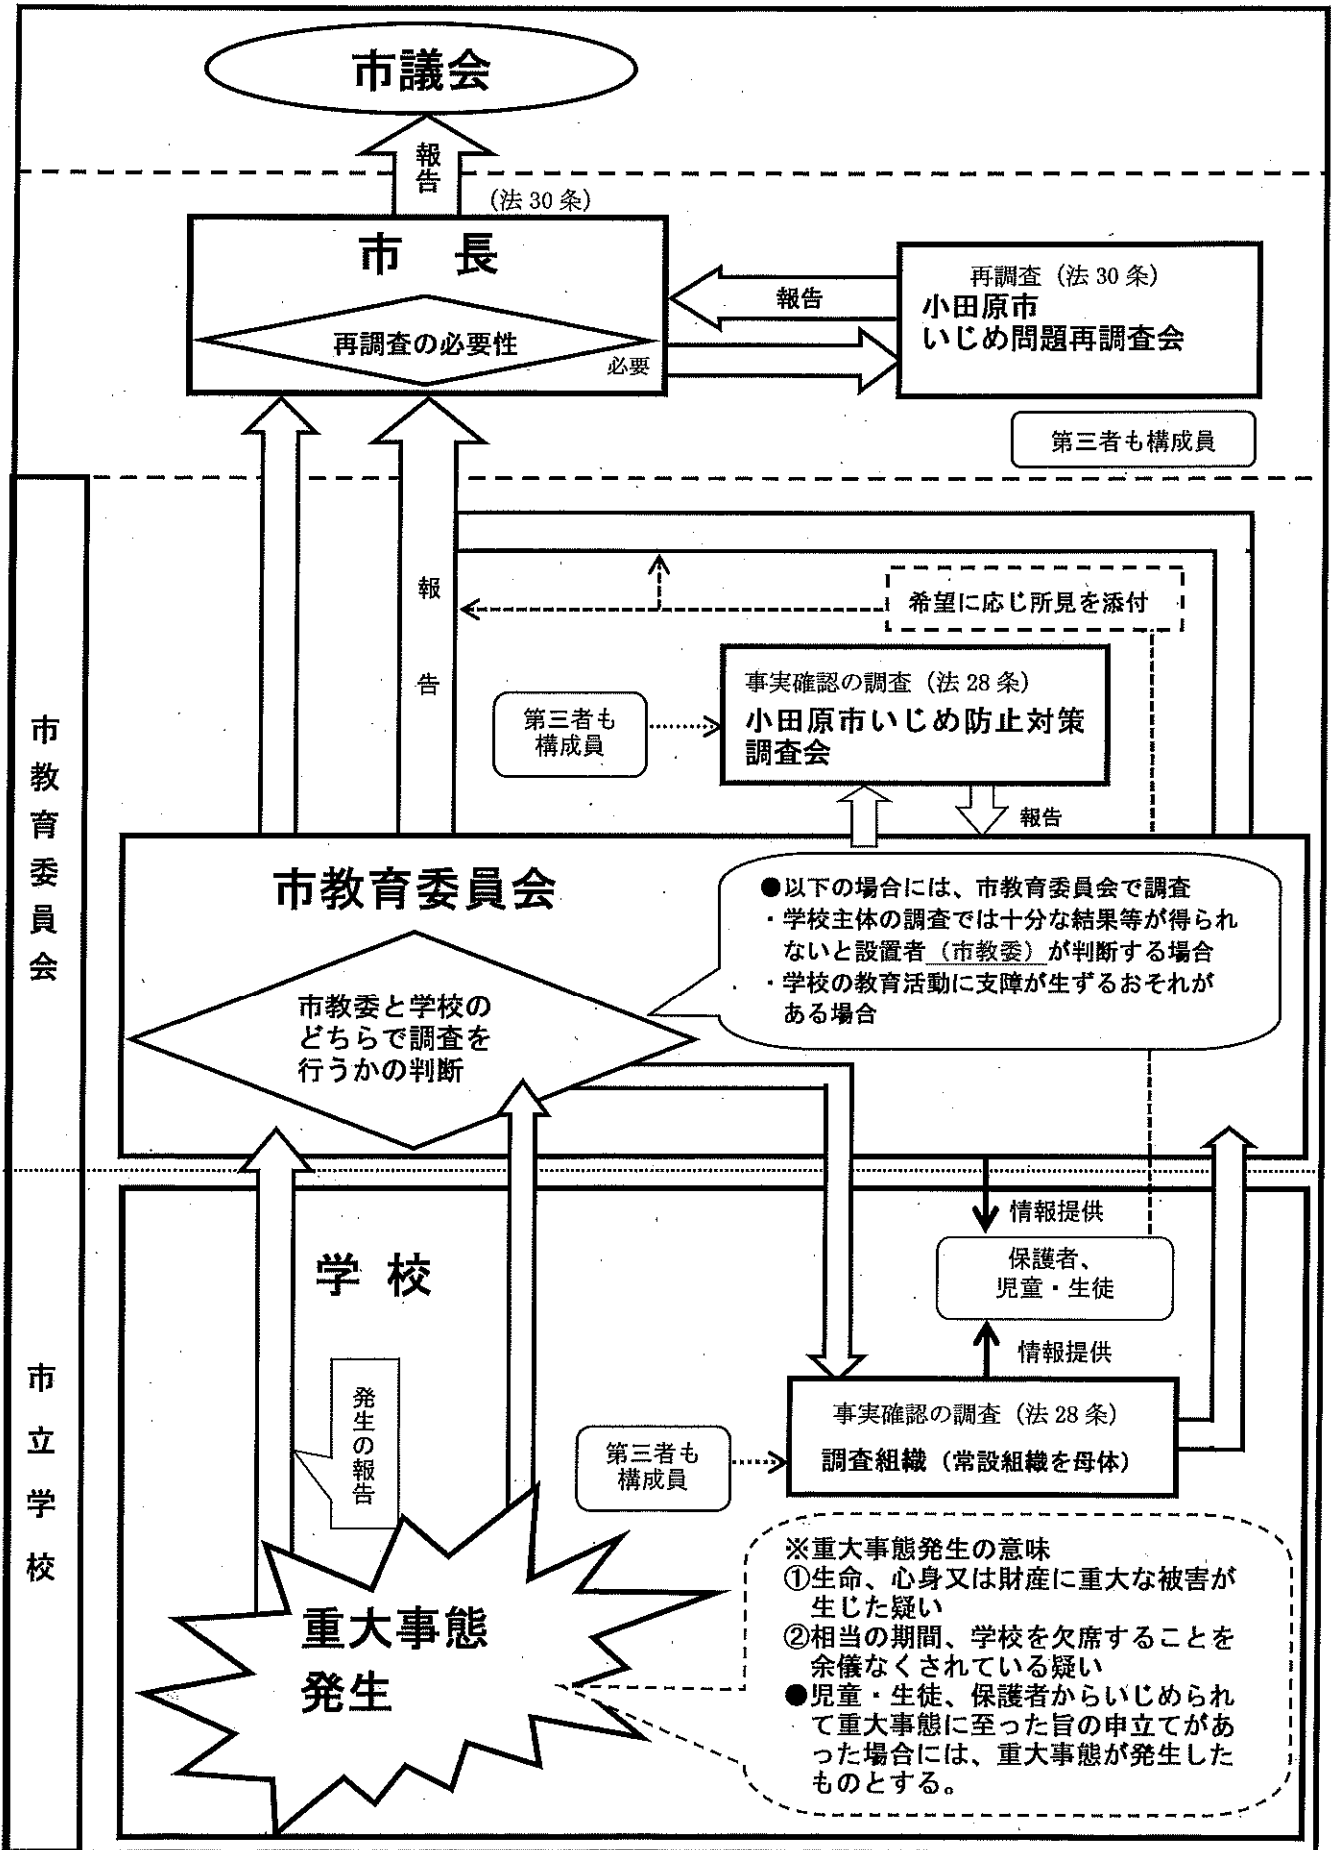 市議会
報告
(法 30 条)
市 長
再調査の必要性
必要
報告
再調査（法 30 条）
小田原市
いじめ問題再調査会
第三者も構成員
市教育委員会
報告
希望に応じ所見を添付
第三者も
構成員
事実確認の調査（法 28 条）
小田原市いじめ防止対策
調査会
報告
市教育委員会
市教委と学校の
どちらで調査を
行うかの判断
●以下の場合には、市教育委員会で調査
・学校主体の調査では十分な結果等が得られ
ないと設置者（市教委）が判断する場合
・学校の教育活動に支障が生ずるおそれが
ある場合
市立学校
学 校
情報提供
保護者、
児童・生徒
情報提供
発生の報告
第三者も
構成員
事実確認の調査（法 28 条）
調査組織（常設組織を母体）
重大事態
発生
※重大事態発生の意味
①生命、心身又は財産に重大な被害が
生じた疑い
②相当の期間、学校を欠席することを
余儀なくされている疑い
●児童・生徒、保護者からいじめられ
て重大事態に至った旨の申立てがあ
った場合には、重大事態が発生した
ものとする。